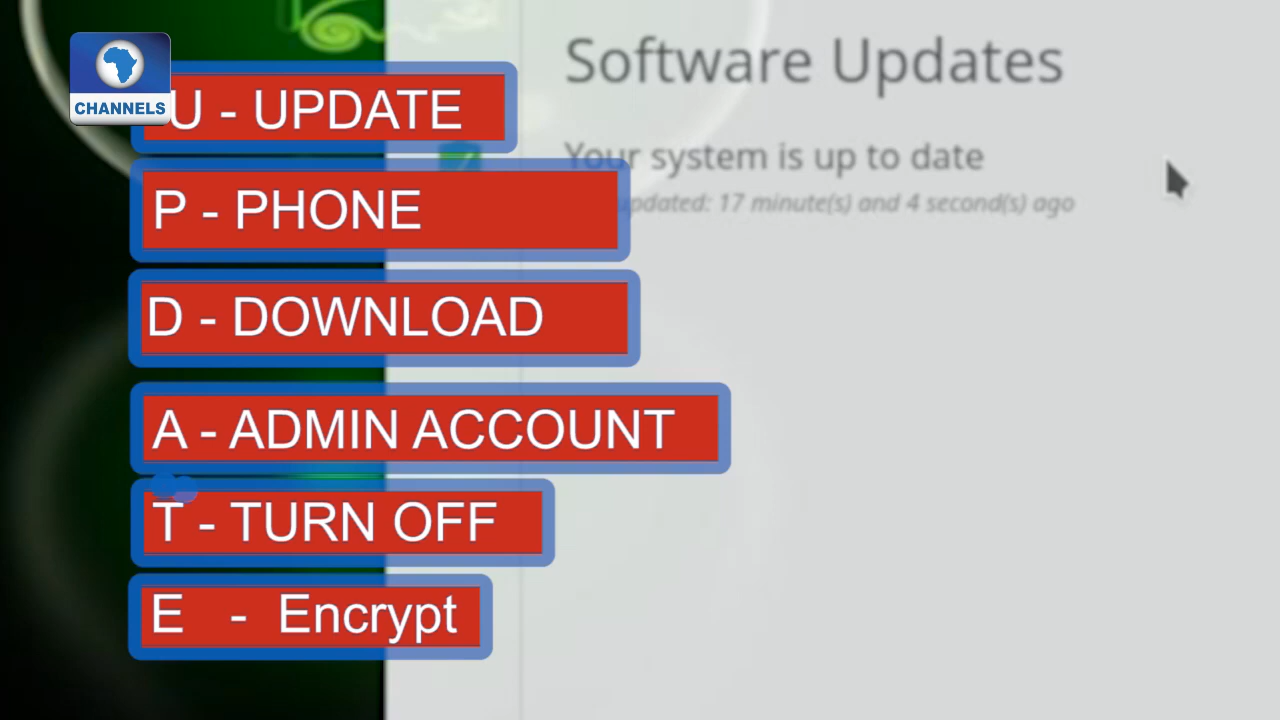 CHANNELS
U - UPDATE
P - PHONE
D - DOWNLOAD
A - ADMIN ACCOUNT
T - TURN OFF
E - Encrypt
Software Updates
Your system is up to date
updated: 17 minute(s) and 4 second(s) ago